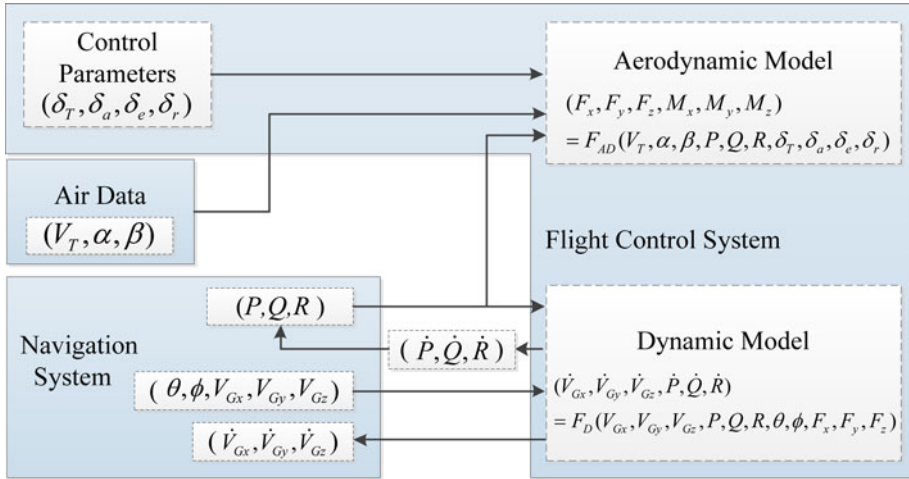 Control
Parameters
(δ_T, δ_a, δ_e, δ_r)
Aerodynamic Model
(F_x, F_y, F_z, M_x, M_y, M_z)
= F_AD(V_T, α, β, P, Q, R, δ_T, δ_a, δ_e, δ_r)
Air Data
(V_T, α, β)
Flight Control System
Navigation
System
(P, Q, R)
(Ṗ, Q̇, Ṙ)
(θ, ϕ, V_Gx, V_Gy, V_Gz)
(V̇_Gx, V̇_Gy, V̇_Gz)
Dynamic Model
(V̇_Gx, V̇_Gy, V̇_Gz, Ṗ, Q̇, Ṙ)
= F_D(V_Gx, V_Gy, V_Gz, P, Q, R, θ, ϕ, F_x, F_y, F_z)